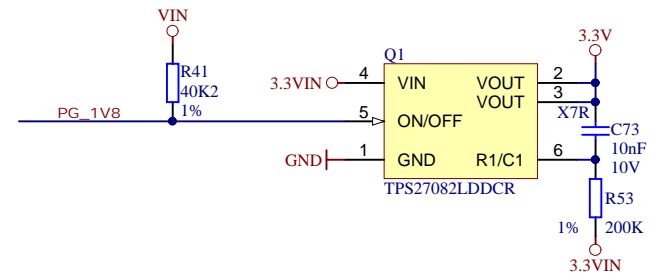 VIN
R41
40K2
1%
PG_1V8
Q1
3.3VIN
4
VIN
5
ON/OFF
GND
1
GND
VOUT
2
VOUT
3
R1/C1
6
TPS27082LDDCR
3.3V
X7R
C73
10nF
10V
R53
1%
200K
3.3VIN